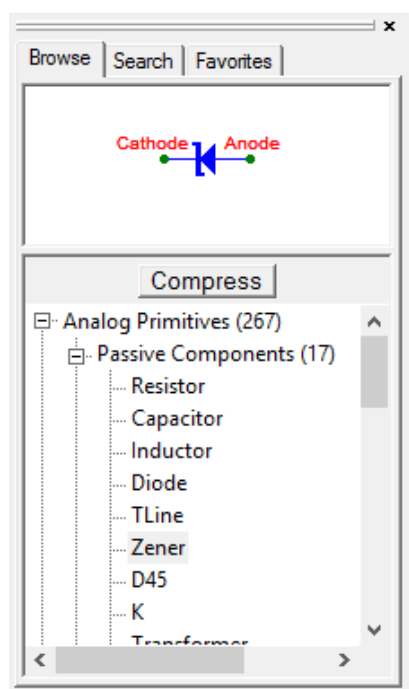 Browse Search Favorites
Cathode Anode
Compress
Analog Primitives (267)
Passive Components (17)
Resistor
Capacitor
Inductor
Diode
TLine
Zener
D45
K
Transformer